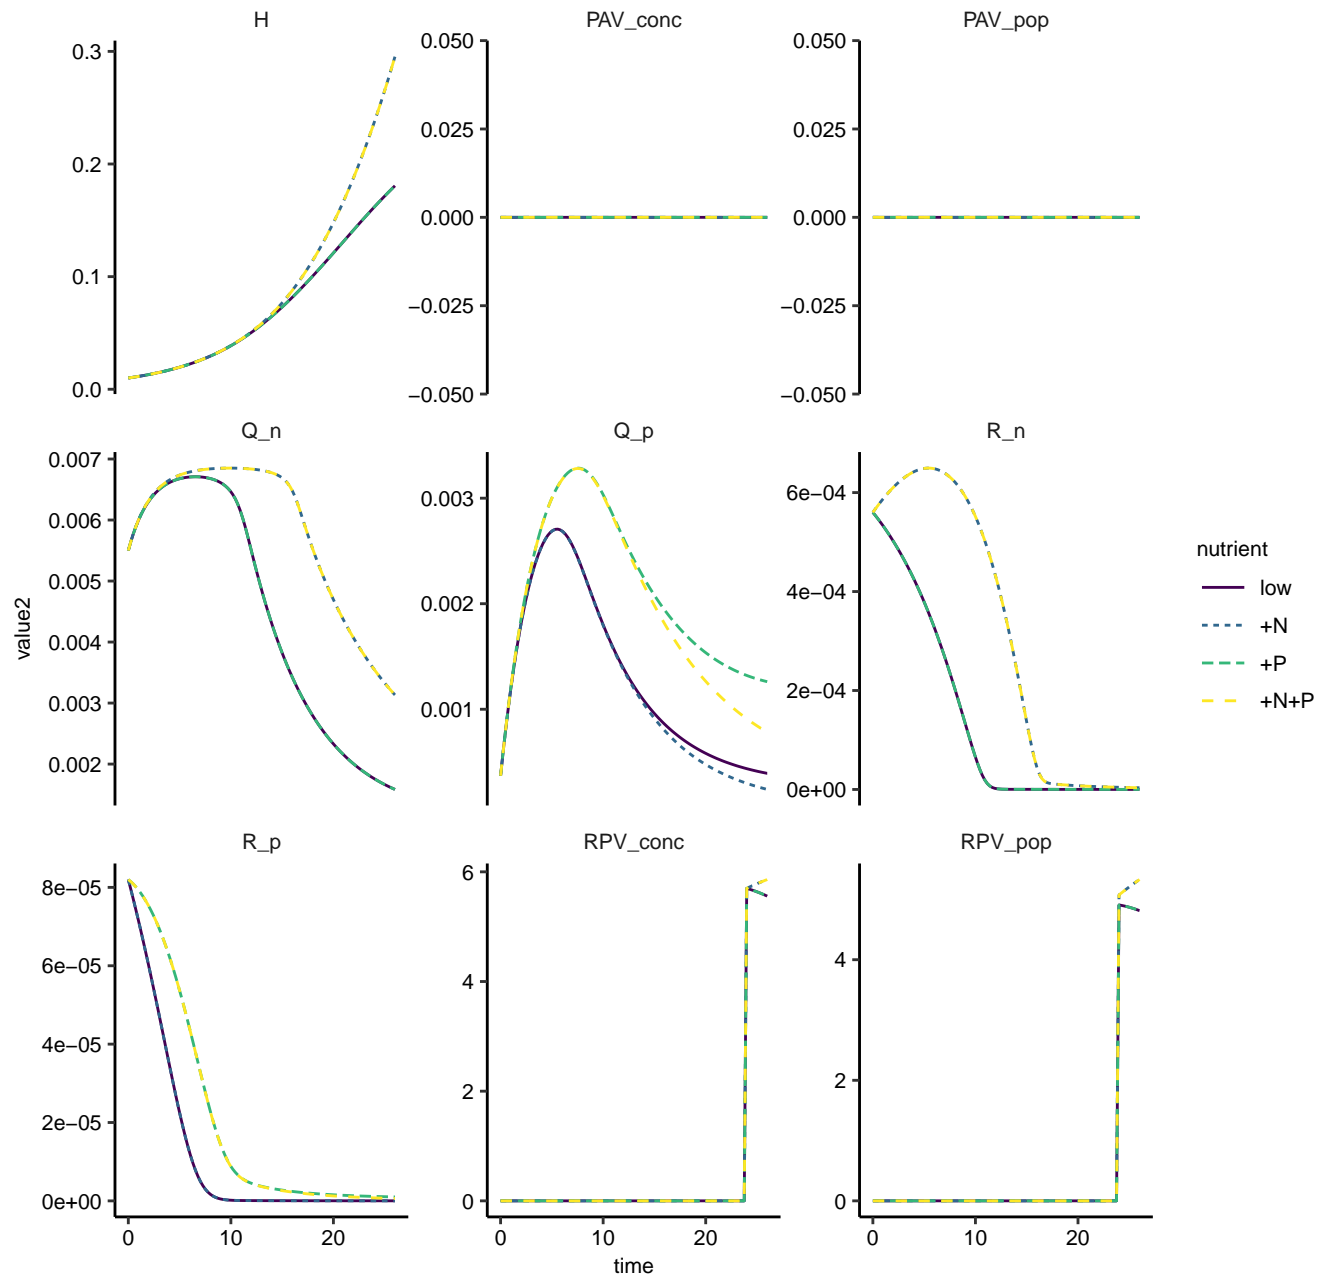 H
PAV_conc
PAV_pop
0.3
0.2
0.1
0.0
0.050
0.025
0.000
−0.025
−0.050
0.050
0.025
0.000
−0.025
−0.050
Q_n
Q_p
R_n
value2
0.007
0.006
0.005
0.004
0.003
0.002
0.003
0.002
0.001
6e−04
4e−04
2e−04
0e+00
nutrient
low
+N
+P
+N+P
R_p
RPV_conc
RPV_pop
8e−05
6e−05
4e−05
2e−05
0e+00
6
4
2
0
4
2
0
0 10 20
0 10 20
0 10 20
time